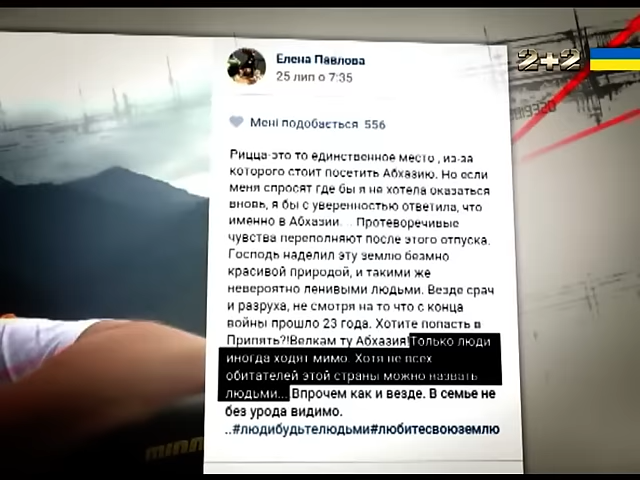 2+2
Елена Павлова
25 лип о 7:35
Мені подобається 556
Рицца-это то единственное место , из-за
которого стоит посетить Абхазию. Но если
меня спросят где бы я не хотела оказаться
вновь, я бы с уверенностью ответила, что
именно в Абхазии... Протеворечивые
чувства переполняют после этого отпуска.
Господь наделил эту землю безмно
красивой природой, и такими же
невероятно ленивыми людьми. Везде срач
и разруха, не смотря на то что с конца
войны прошло 23 года. Хотите попасть в
Припять?!Велкам ту Абхазия!Только люди
иногда ходят мимо. Хотя не всех
обитателей этой страны можно назвать
людьми... Впрочем как и везде. В семье не
без урода видимо.
..#людибудьтелюдьми#любитесвоюземлю